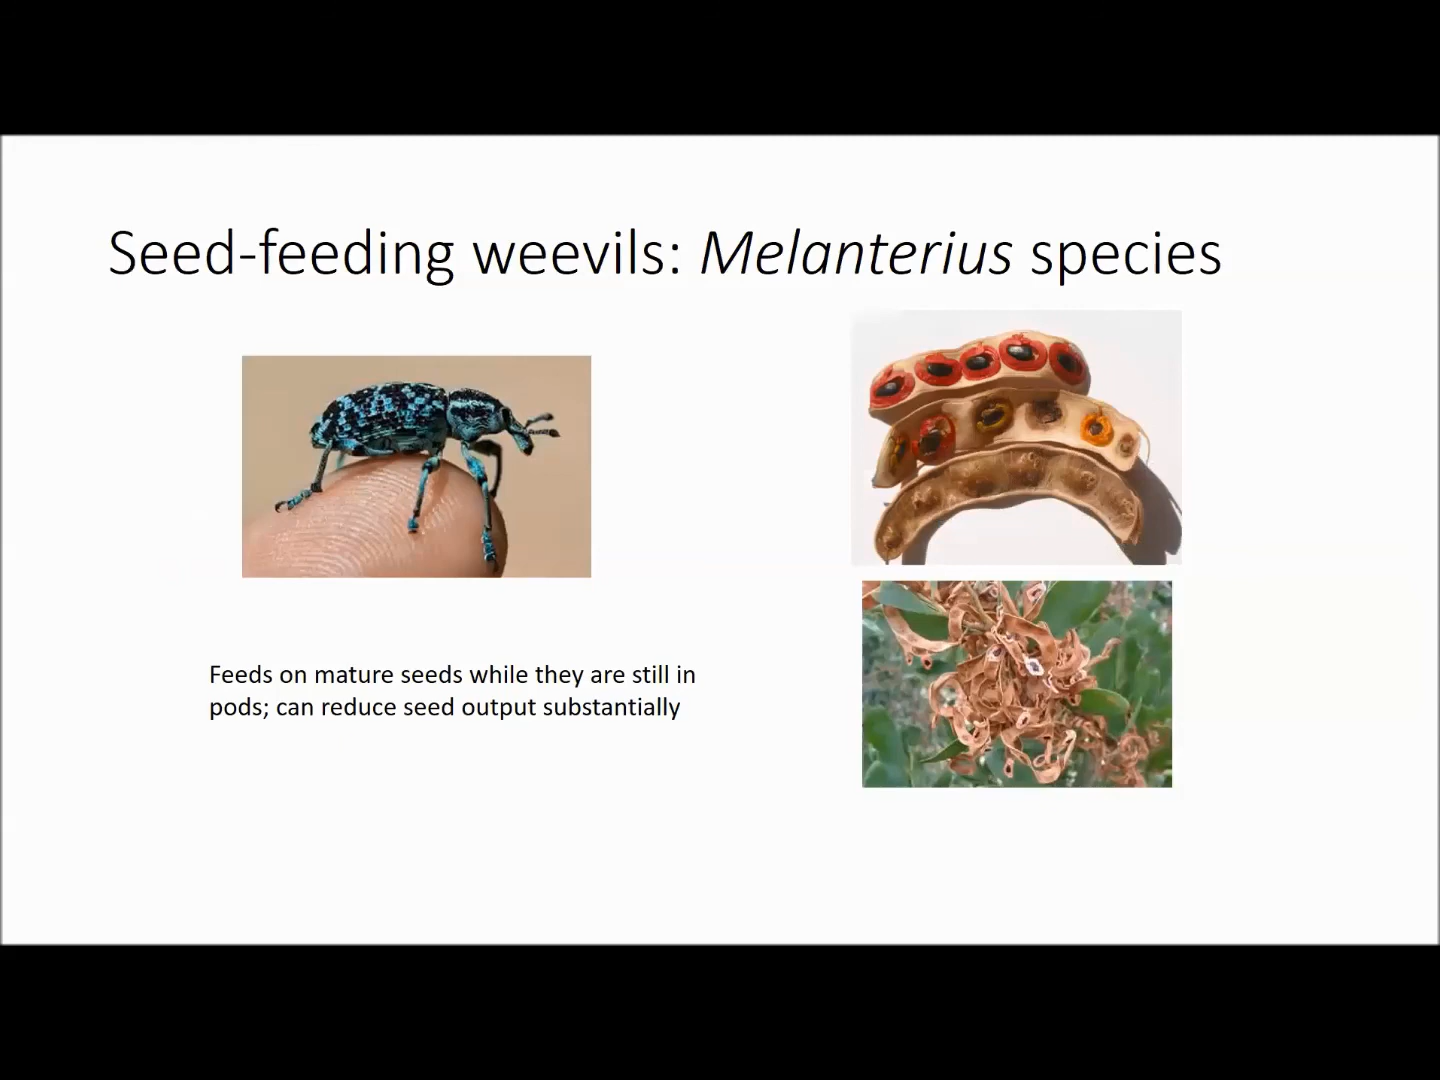 Seed-feeding weevils: Melanterius species
Feeds on mature seeds while they are still in
pods; can reduce seed output substantially